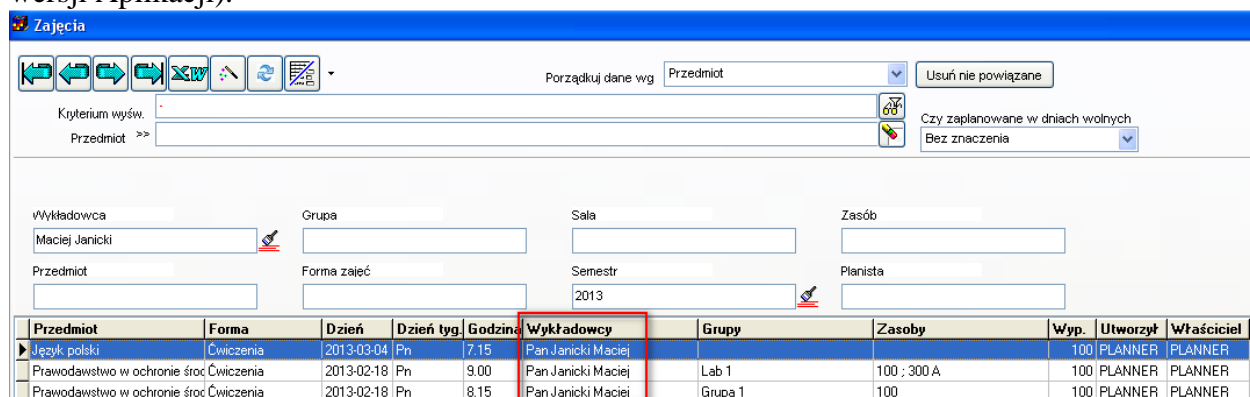 wersji Aplikacji).
Zajęcia
XW Porządkuj dane wg Przedmiot Usuń nie powiązane
Kryterium wyśw. - Czy zaplanowane w dniach wolnych
Przedmiot >> Bez znaczenia
Wykładowca Grupa Sala Zasób
Maciej Janicki
Przedmiot Forma zajęć Semestr Planista
2013
Przedmiot Forma Dzień Dzień tyg. Godzina Wykładowcy Grupy Zasoby Wyp. Utworzył Właściciel
Język polski Ćwiczenia 2013-03-04 Pn 7.15 Pan Janicki Maciej 100 PLANNER PLANNER
Prawodawstwo w ochronie środ Ćwiczenia 2013-02-18 Pn 9.00 Pan Janicki Maciej Lab 1 100 ; 300 A 100 PLANNER PLANNER
Prawodawstwo w ochronie środ Ćwiczenia 2013-02-18 Pn 8.15 Pan Janicki Maciej Grupa 1 100 100 PLANNER PLANNER